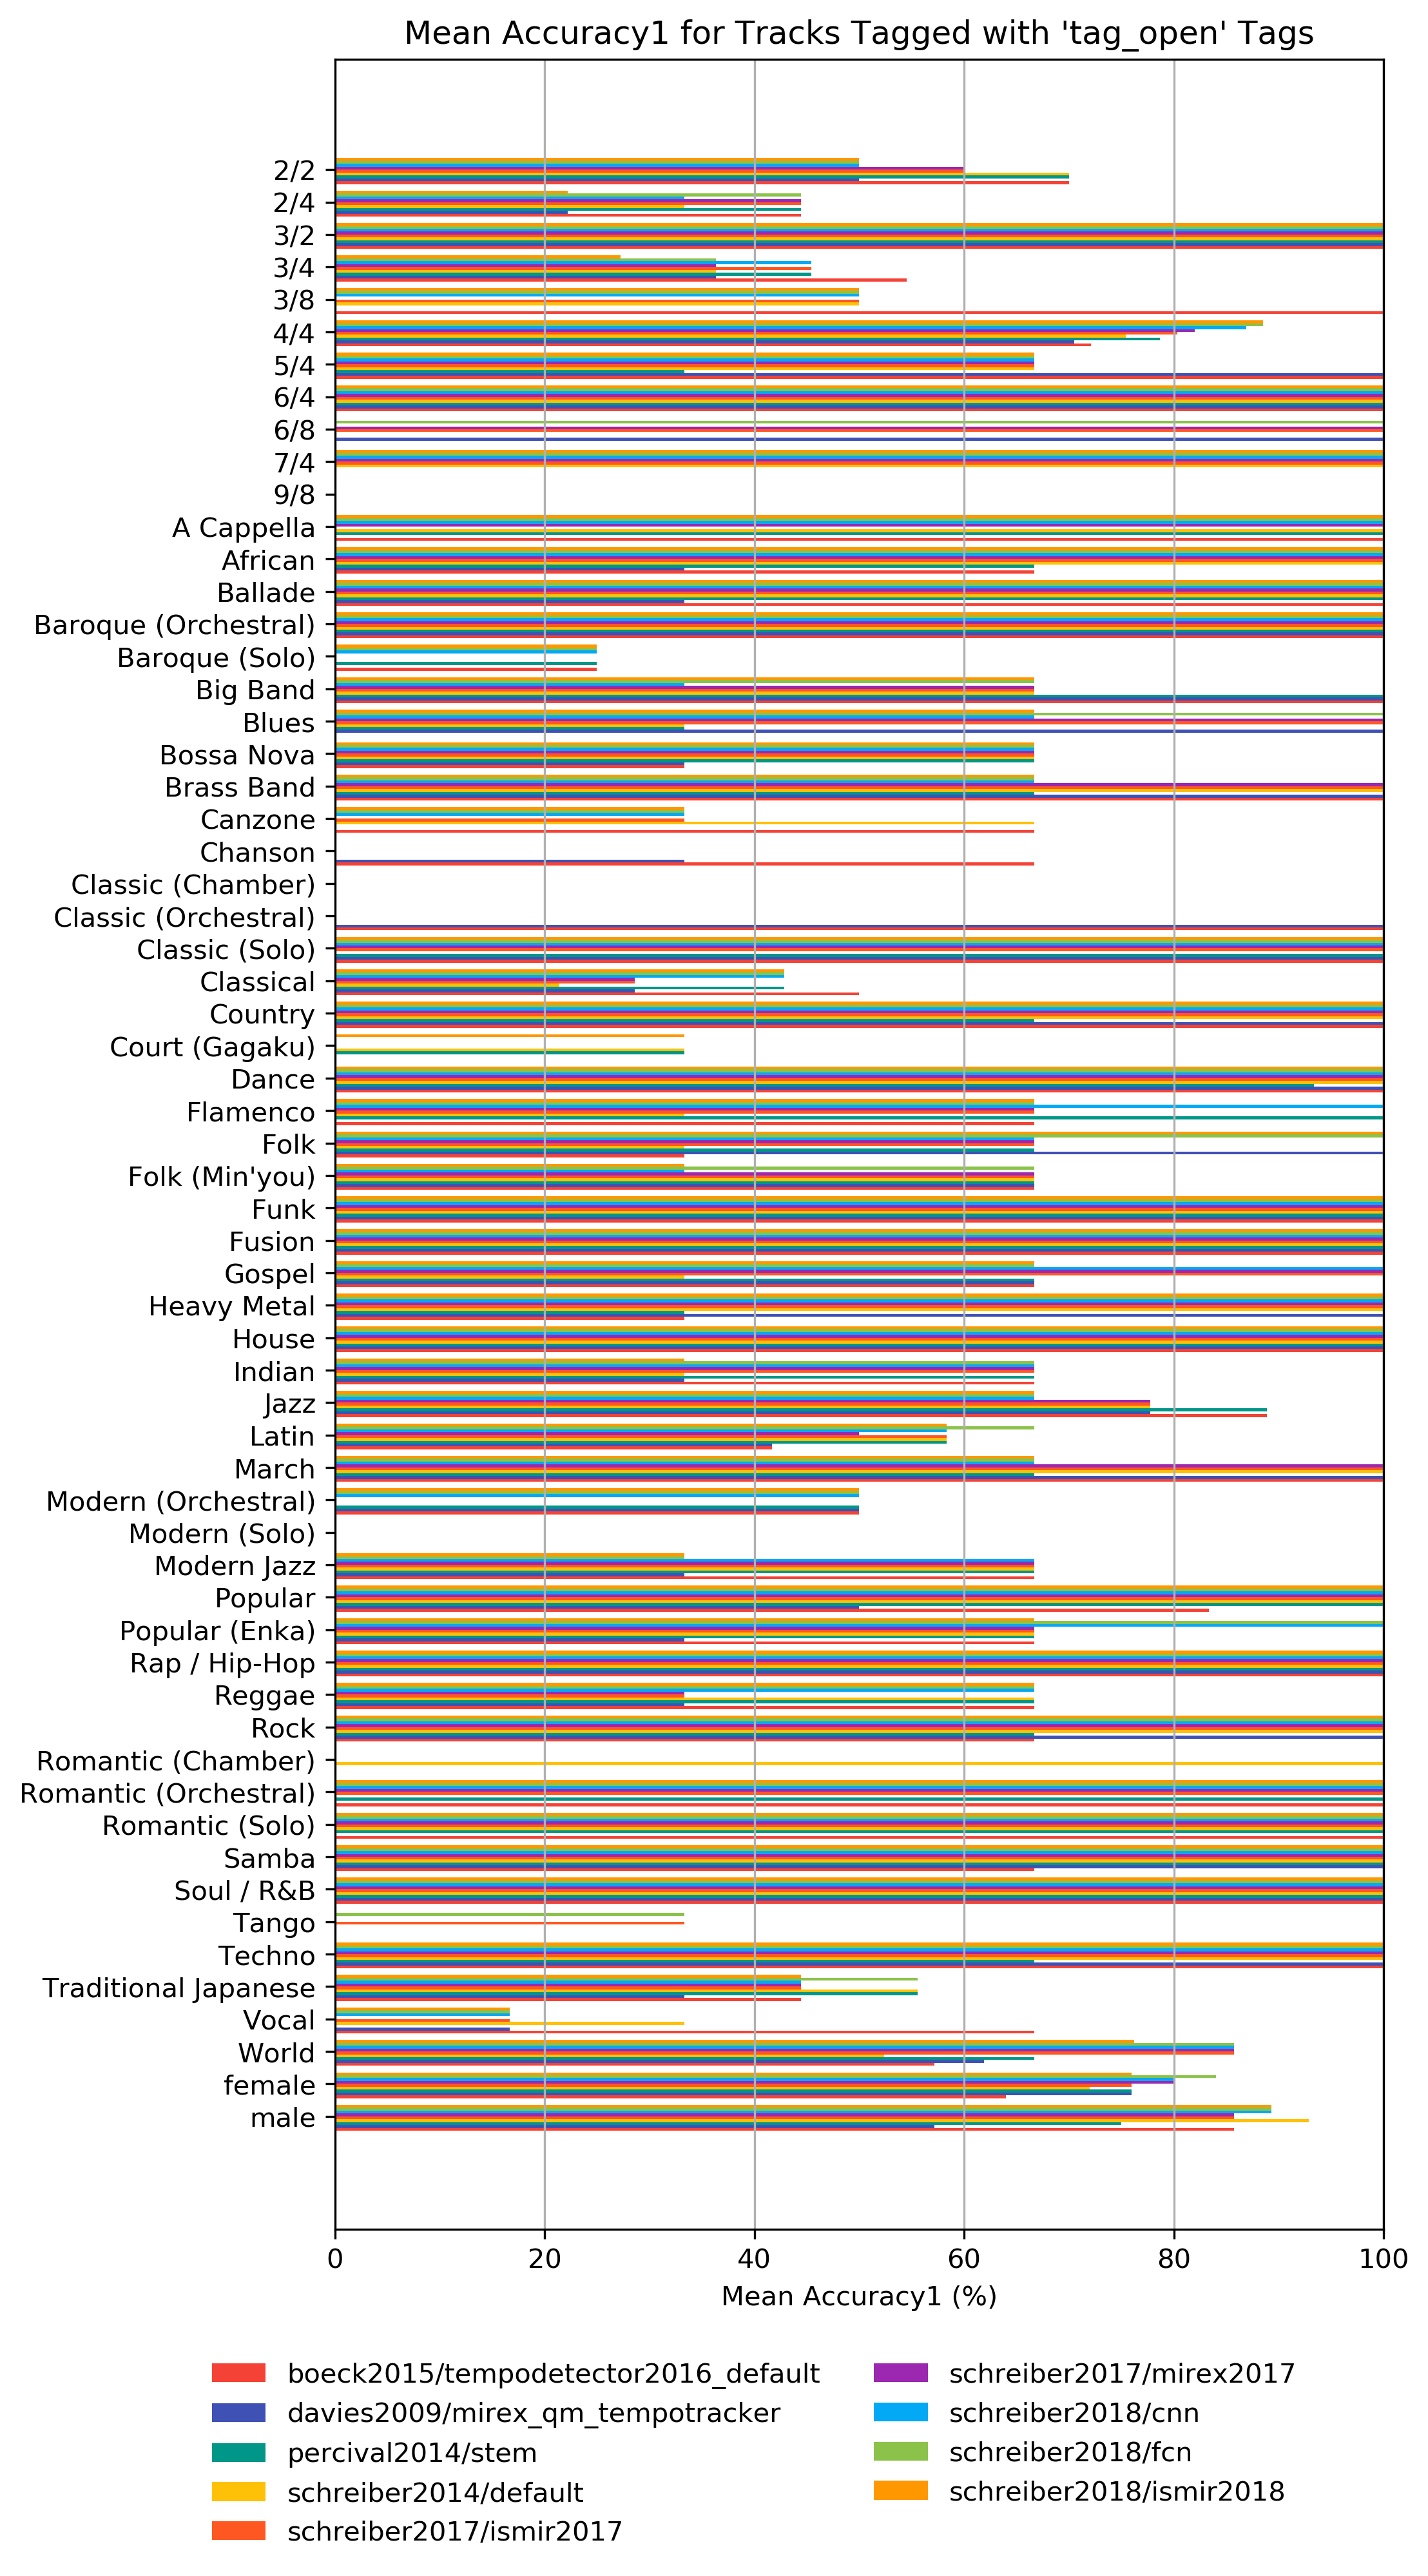 Mean Accuracy1 for Tracks Tagged with 'tag_open' Tags
2/2
2/4
3/2
3/4
3/8
4/4
5/4
6/4
6/8
7/4
9/8
A Cappella
African
Ballade
Baroque (Orchestral)
Baroque (Solo)
Big Band
Blues
Bossa Nova
Brass Band
Canzone
Chanson
Classic (Chamber)
Classic (Orchestral)
Classic (Solo)
Classical
Country
Court (Gagaku)
Dance
Flamenco
Folk
Folk (Min'you)
Funk
Fusion
Gospel
Heavy Metal
House
Indian
Jazz
Latin
March
Modern (Orchestral)
Modern (Solo)
Modern Jazz
Popular
Popular (Enka)
Rap / Hip-Hop
Reggae
Rock
Romantic (Chamber)
Romantic (Orchestral)
Romantic (Solo)
Samba
Soul / R&B
Tango
Techno
Traditional Japanese
Vocal
World
female
male
0 20 40 60 80 100
Mean Accuracy1 (%)
boeck2015/tempodetector2016_default
davies2009/mirex_qm_tempotracker
percival2014/stem
schreiber2014/default
schreiber2017/ismir2017
schreiber2017/mirex2017
schreiber2018/cnn
schreiber2018/fcn
schreiber2018/ismir2018